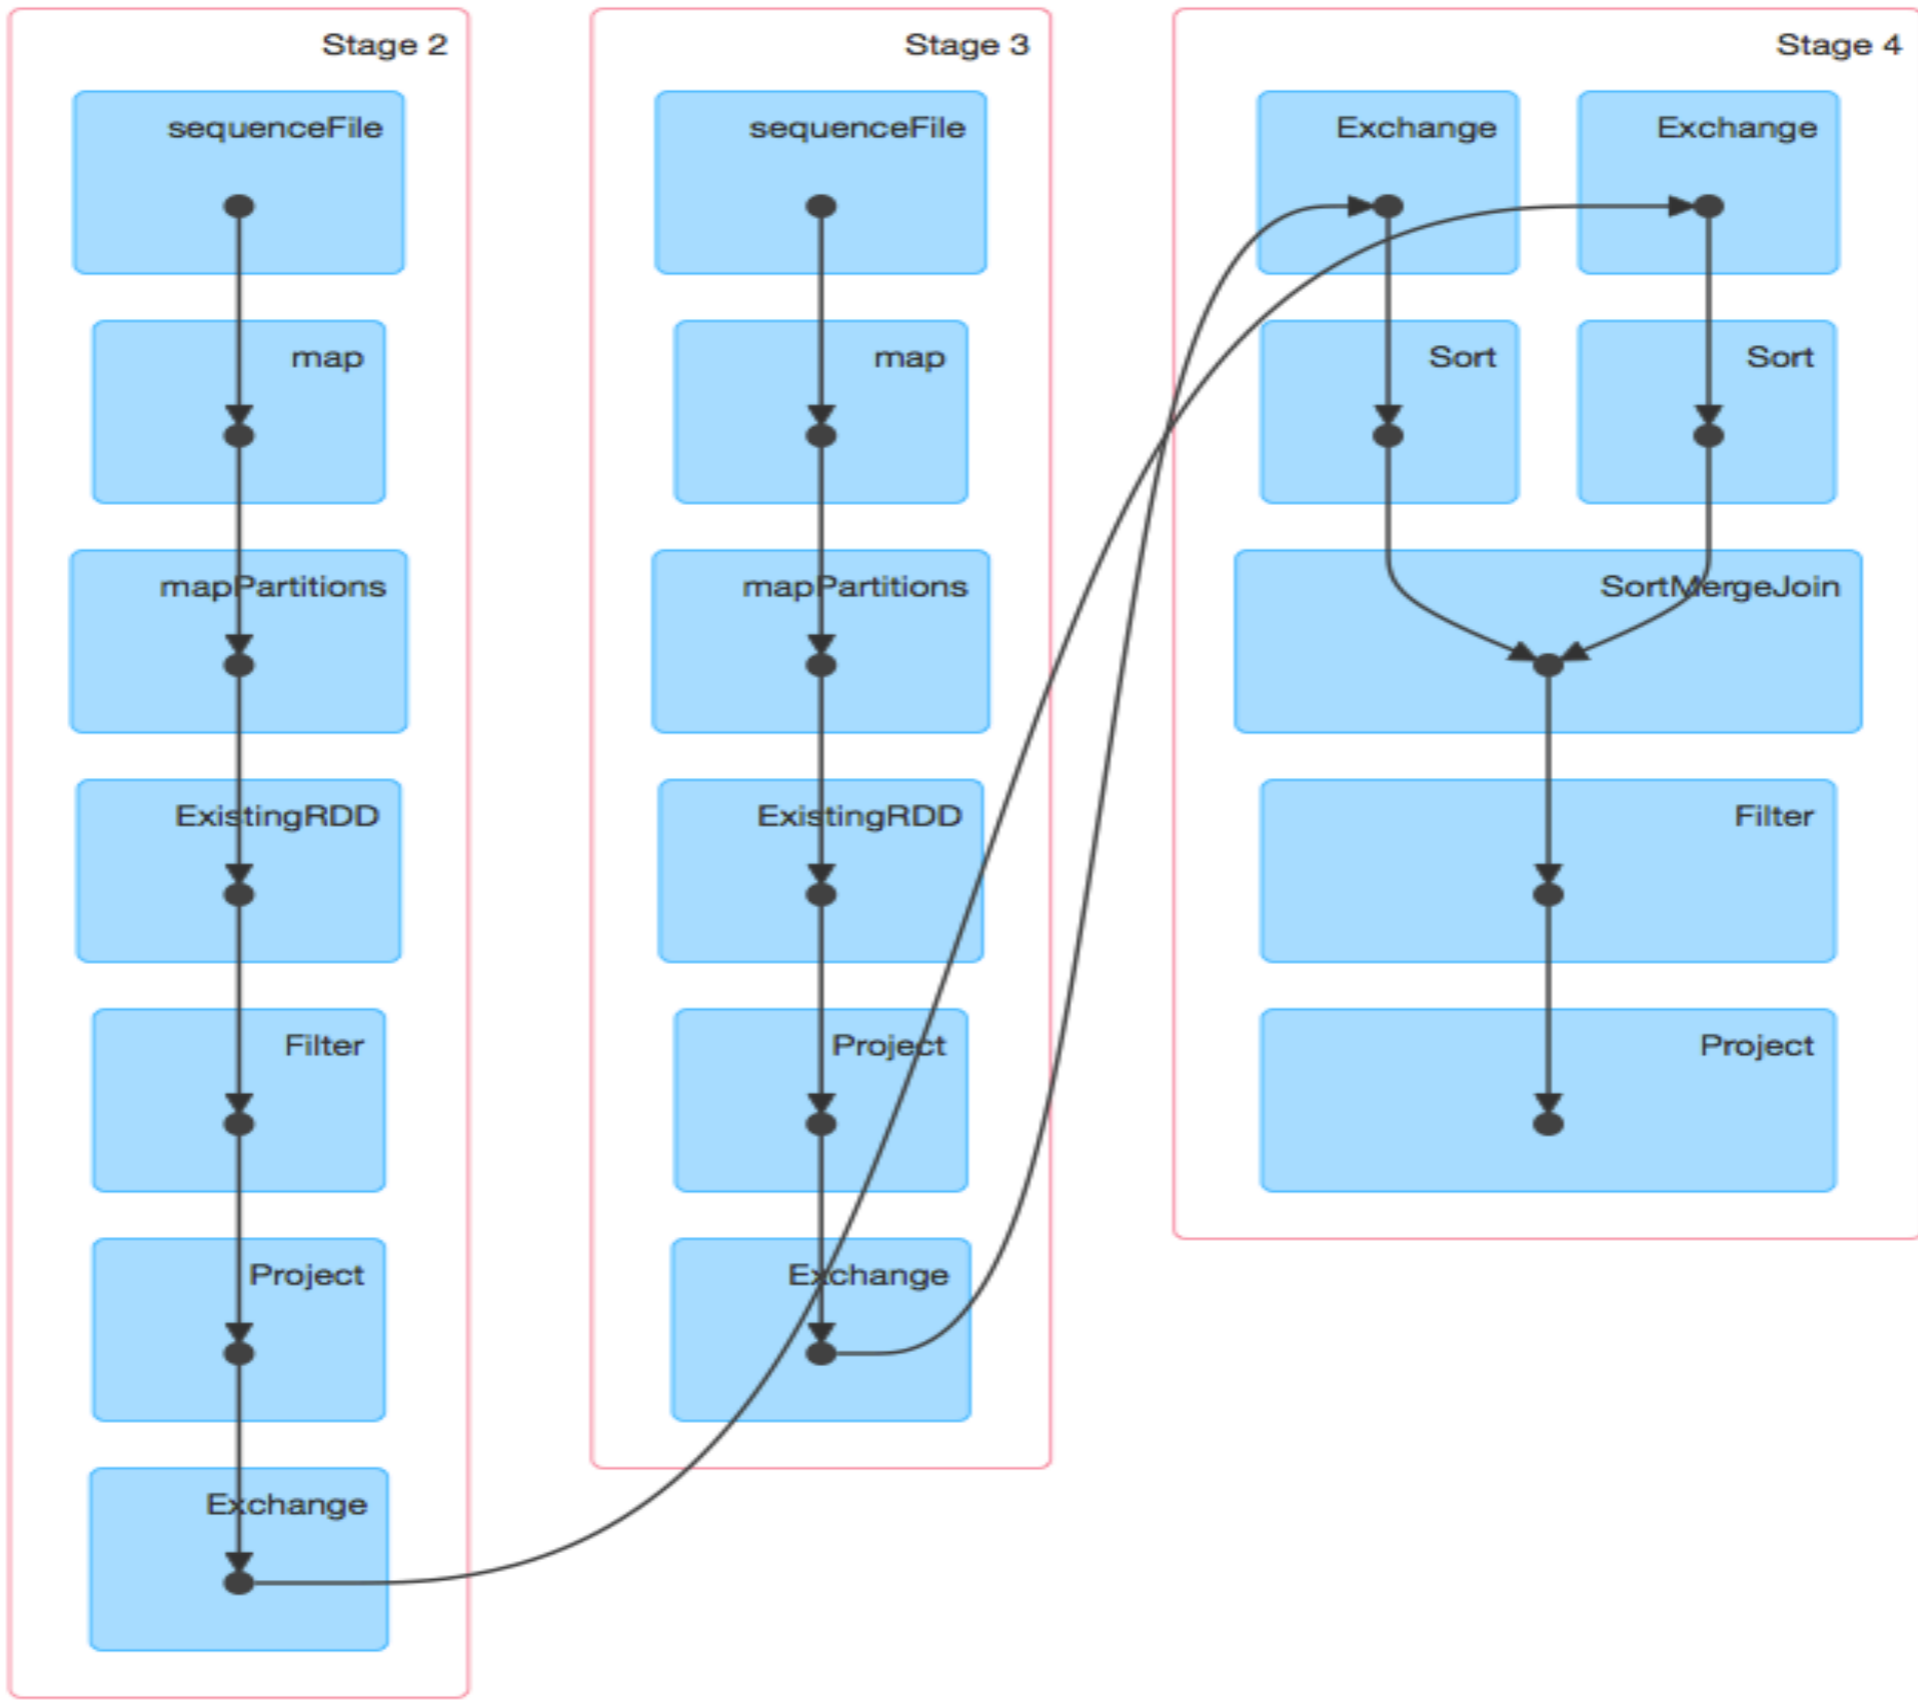 Stage 2
sequenceFile
map
mapPartitions
ExistingRDD
Filter
Project
Exchange
Stage 3
sequenceFile
map
mapPartitions
ExistingRDD
Project
Exchange
Stage 4
Exchange
Exchange
Sort
Sort
SortMergeJoin
Filter
Project